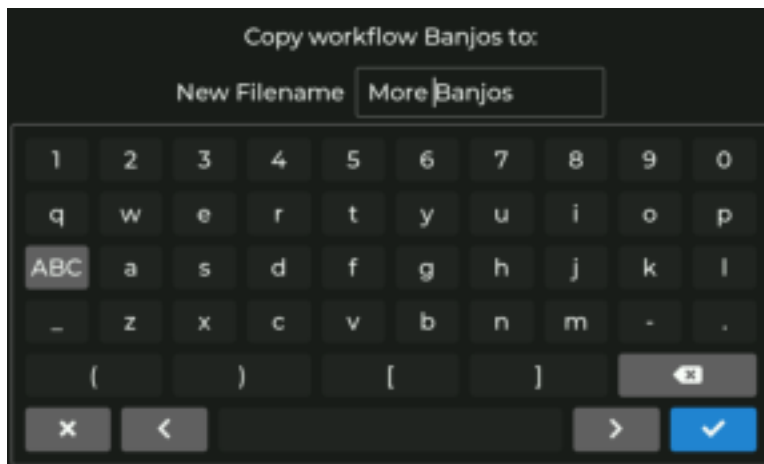 Copy workflow Banjos to:
New Filename More Banjos
1 2 3 4 5 6 7 8 9 0
q w e r t y u i o p
ABC a s d f g h j k l
_ z x c v b n m - .
( ) [ ]